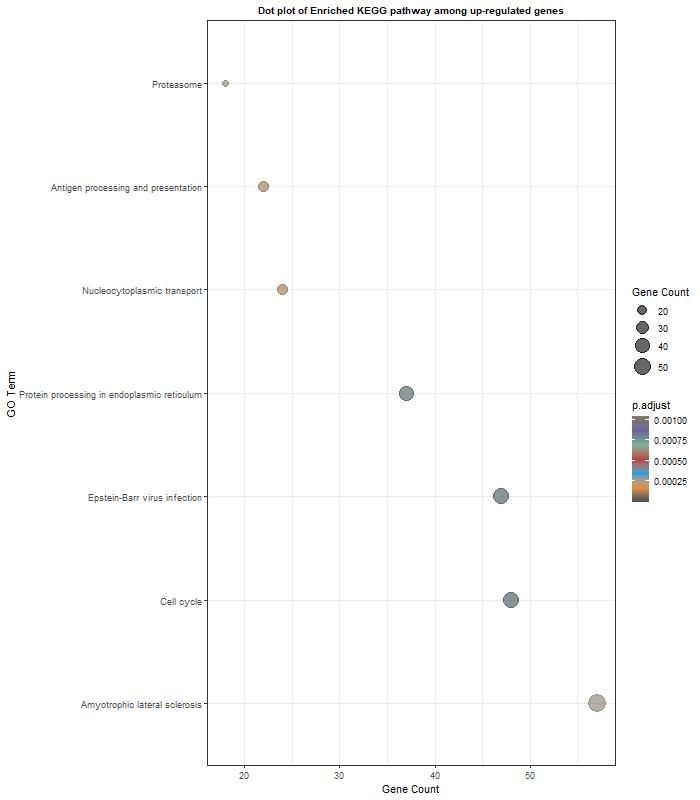 Dot plot of Enriched KEGG pathway among up-regulated genes
Proteasome
Antigen processing and presentation
Nucleocytoplasmic transport
Protein processing in endoplasmic reticulum
Epstein-Barr virus infection
Cell cycle
Amyotrophic lateral sclerosis
GO Term
20
30
40
50
Gene Count
Gene Count
20
30
40
50
p.adjust
0.00100
0.00075
0.00050
0.00025